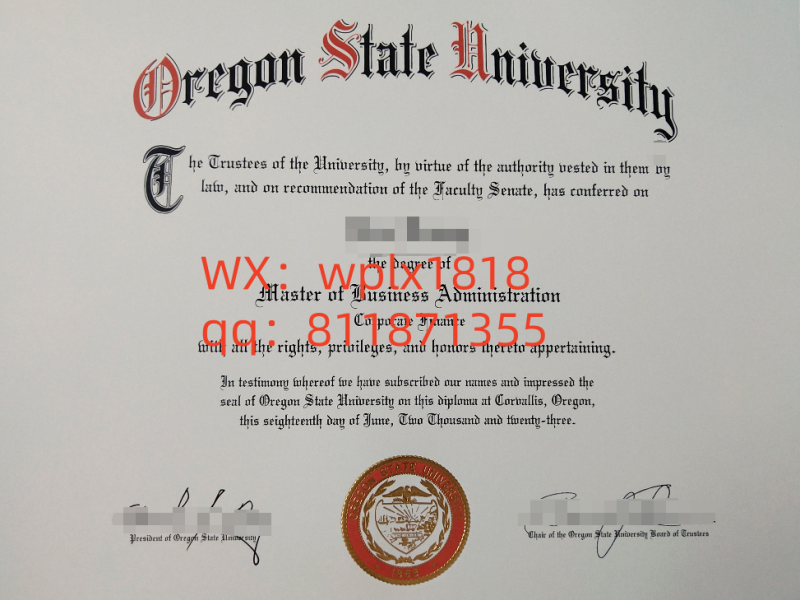 Oregon State University
The Trustees of the University, by virtue of the authority vested in them by
law, and on recommendation of the Faculty Senate, has conferred on
the degree of
WX：wplx1818
Master of Business Administration
Corporate Finance
qq：811871355
with all the rights, privileges, and honors thereto appertaining.
In testimony whereof we have subscribed our names and impressed the
seal of Oregon State University on this diploma at Corvallis, Oregon,
this seighteenth day of June, Two Thousand and twenty-three.
OREGON STATE UNIVERSITY
President of Oregon State University
Chair of the Oregon State University Board of Trustees